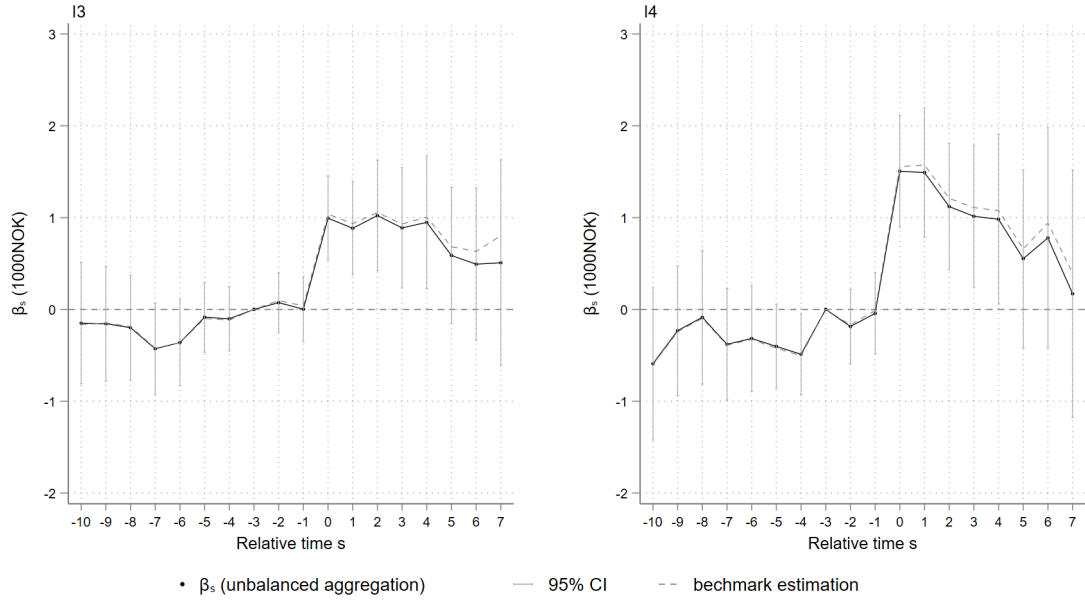 I3
3
2
1
0
-1
-2
βₛ (1000NOK)
-10 -9 -8 -7 -6 -5 -4 -3 -2 -1 0 1 2 3 4 5 6 7
Relative time s
I4
3
2
1
0
-1
-2
βₛ (1000NOK)
-10 -9 -8 -7 -6 -5 -4 -3 -2 -1 0 1 2 3 4 5 6 7
Relative time s
βₛ (unbalanced aggregation) 95% CI bechmark estimation